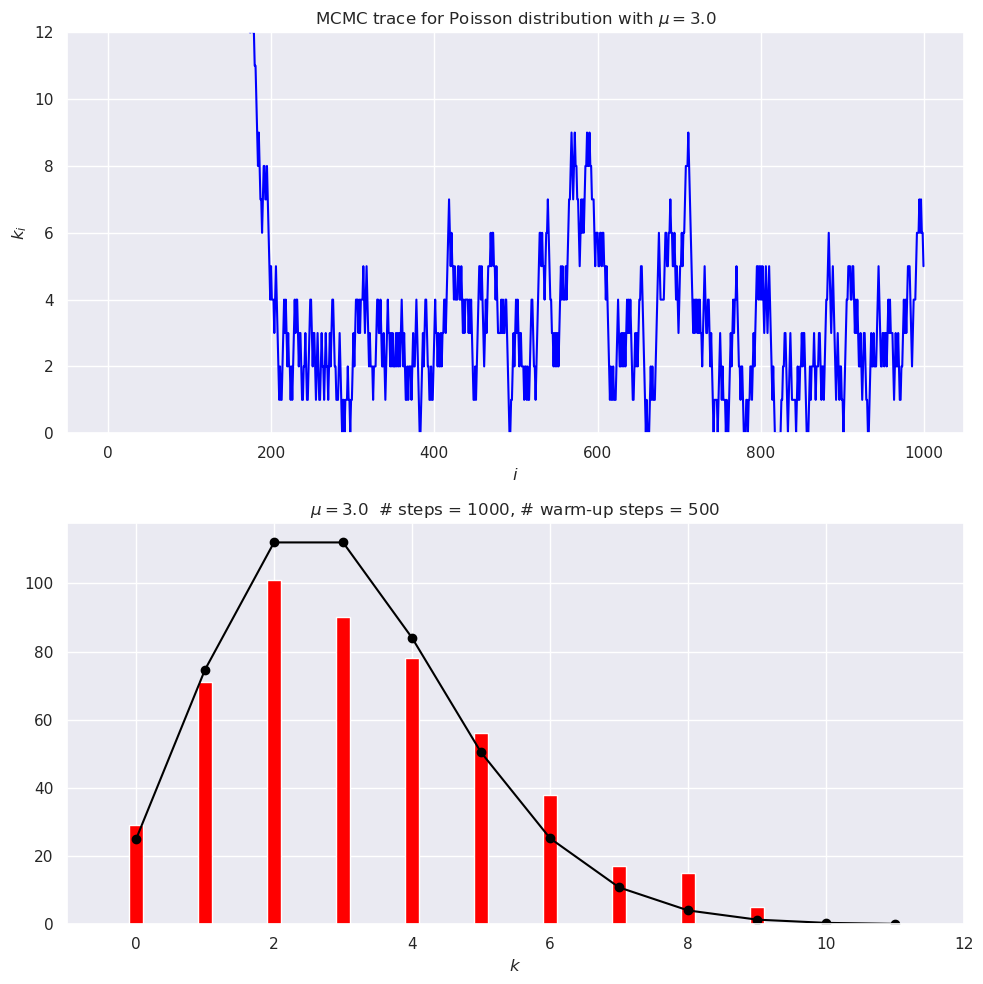 MCMC trace for Poisson distribution with μ = 3.0
12
10
8
6
4
2
0
k_i
0 200 400 600 800 1000
i
μ = 3.0 # steps = 1000, # warm-up steps = 500
100
80
60
40
20
0
0 2 4 6 8 10 12
k